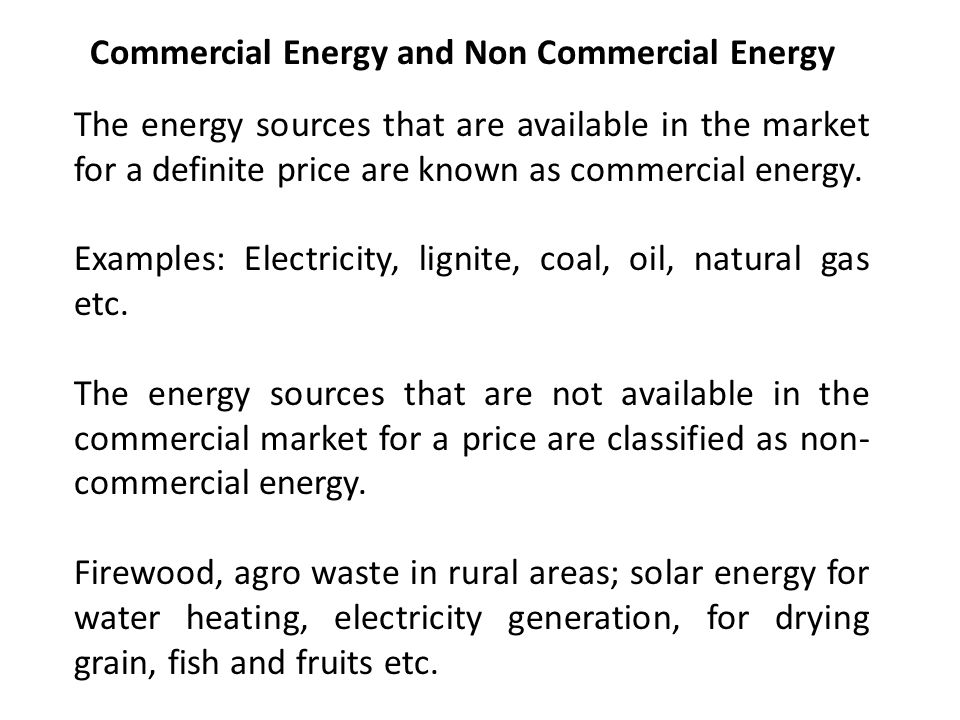 Commercial Energy and Non Commercial Energy
The energy sources that are available in the market
for a definite price are known as commercial energy.
Examples: Electricity, lignite, coal, oil, natural gas
etc.
The energy sources that are not available in the
commercial market for a price are classified as non-
commercial energy.
Firewood, agro waste in rural areas; solar energy for
water heating, electricity generation, for drying
grain, fish and fruits etc.